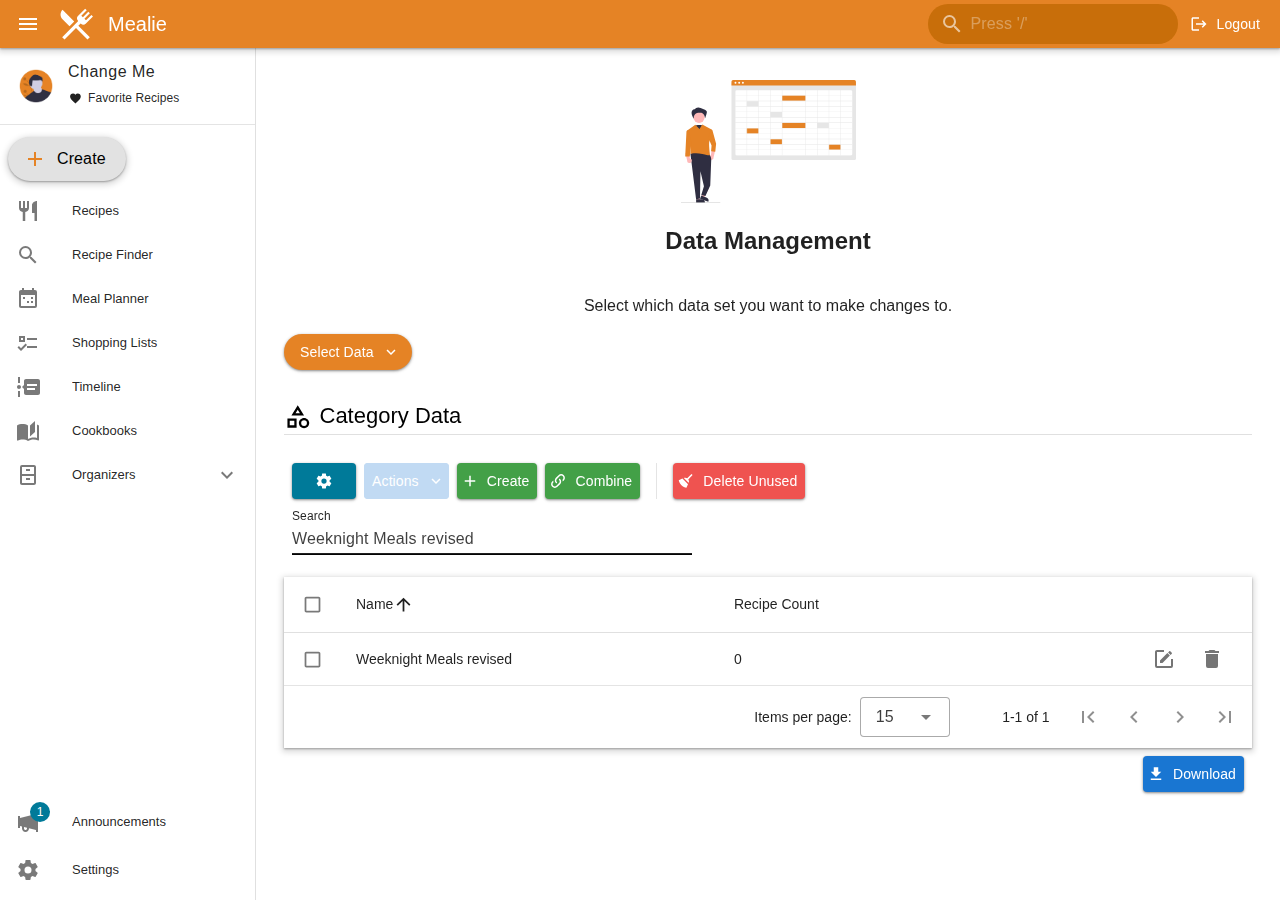 Mealie
Press '/'
Logout
Change Me
Favorite Recipes
Create
Recipes
Recipe Finder
Meal Planner
Shopping Lists
Timeline
Cookbooks
Organizers
1
Announcements
Settings
Data Management
Select which data set you want to make changes to.
Select Data
Category Data
Actions
Create
Combine
Delete Unused
Search
Weeknight Meals revised
Name
Recipe Count
Weeknight Meals revised
0
Items per page:
15
1-1 of 1
Download